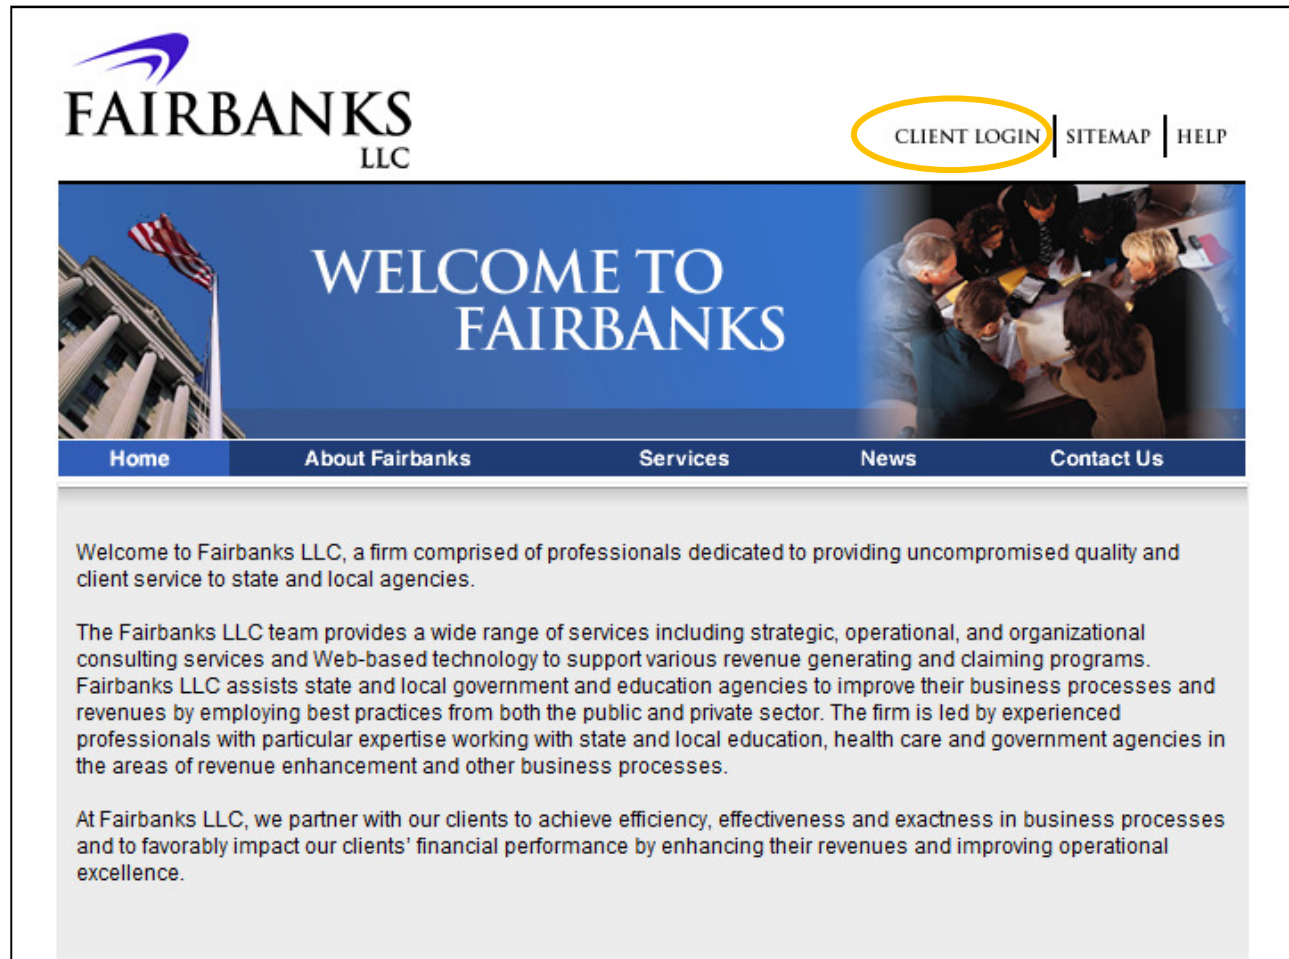 FAIRBANKS
LLC
CLIENT LOGIN SITEMAP HELP
WELCOME TO
FAIRBANKS
Home About Fairbanks Services News Contact Us
Welcome to Fairbanks LLC, a firm comprised of professionals dedicated to providing uncompromised quality and
client service to state and local agencies.
The Fairbanks LLC team provides a wide range of services including strategic, operational, and organizational
consulting services and Web-based technology to support various revenue generating and claiming programs.
Fairbanks LLC assists state and local government and education agencies to improve their business processes and
revenues by employing best practices from both the public and private sector. The firm is led by experienced
professionals with particular expertise working with state and local education, health care and government agencies in
the areas of revenue enhancement and other business processes.
At Fairbanks LLC, we partner with our clients to achieve efficiency, effectiveness and exactness in business processes
and to favorably impact our clients’ financial performance by enhancing their revenues and improving operational
excellence.